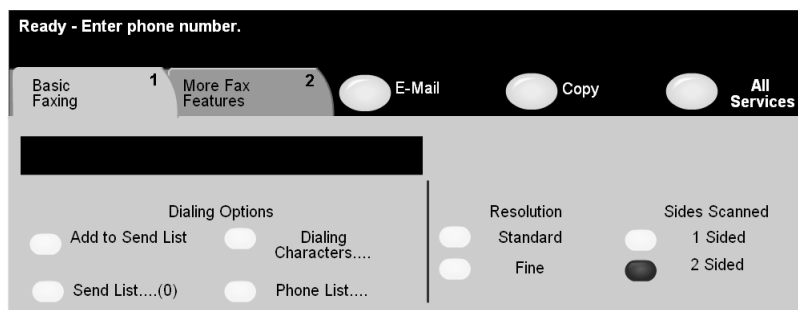 Ready - Enter phone number.
Basic
Faxing
1
More Fax
Features
2
E-Mail
Copy
All
Services
Dialing Options
Add to Send List
Dialing
Characters....
Send List....(0)
Phone List....
Resolution
Standard
Fine
Sides Scanned
1 Sided
2 Sided